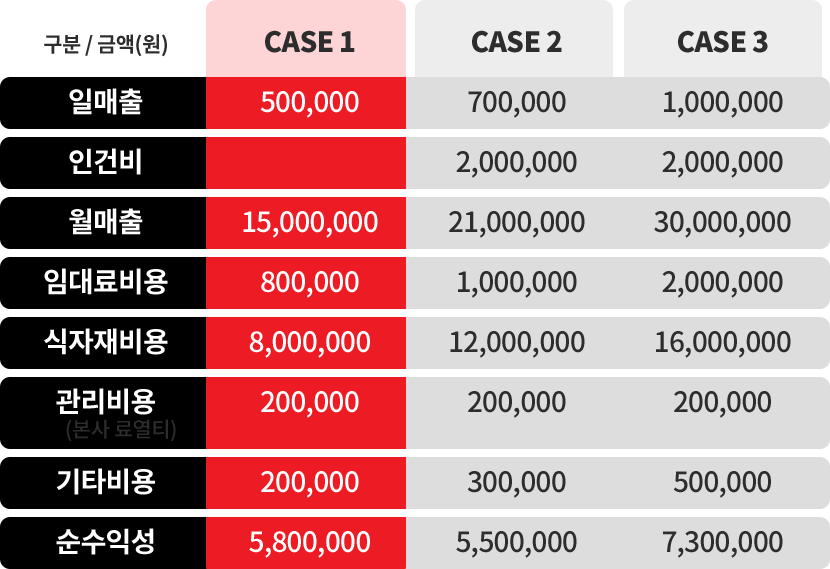 구분 / 금액(원) CASE 1 CASE 2 CASE 3
일매출 500,000 700,000 1,000,000
인건비 2,000,000 2,000,000
월매출 15,000,000 21,000,000 30,000,000
임대료비용 800,000 1,000,000 2,000,000
식자재비용 8,000,000 12,000,000 16,000,000
관리비용 200,000 200,000 200,000
(본사 료열티)
기타비용 200,000 300,000 500,000
순수익성 5,800,000 5,500,000 7,300,000